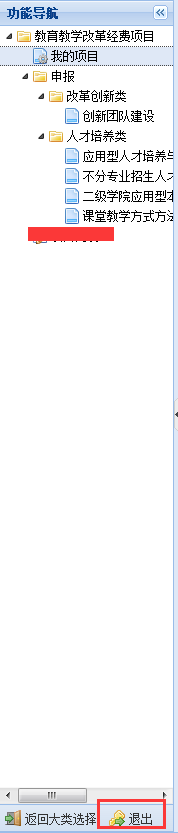 功能导航
教育教学改革经费项目
我的项目
申报
改革创新类
创新团队建设
人才培养类
应用型人才培养与
不分专业招生人才
二级学院应用型本
课堂教学方式方法
返回大类选择 退出